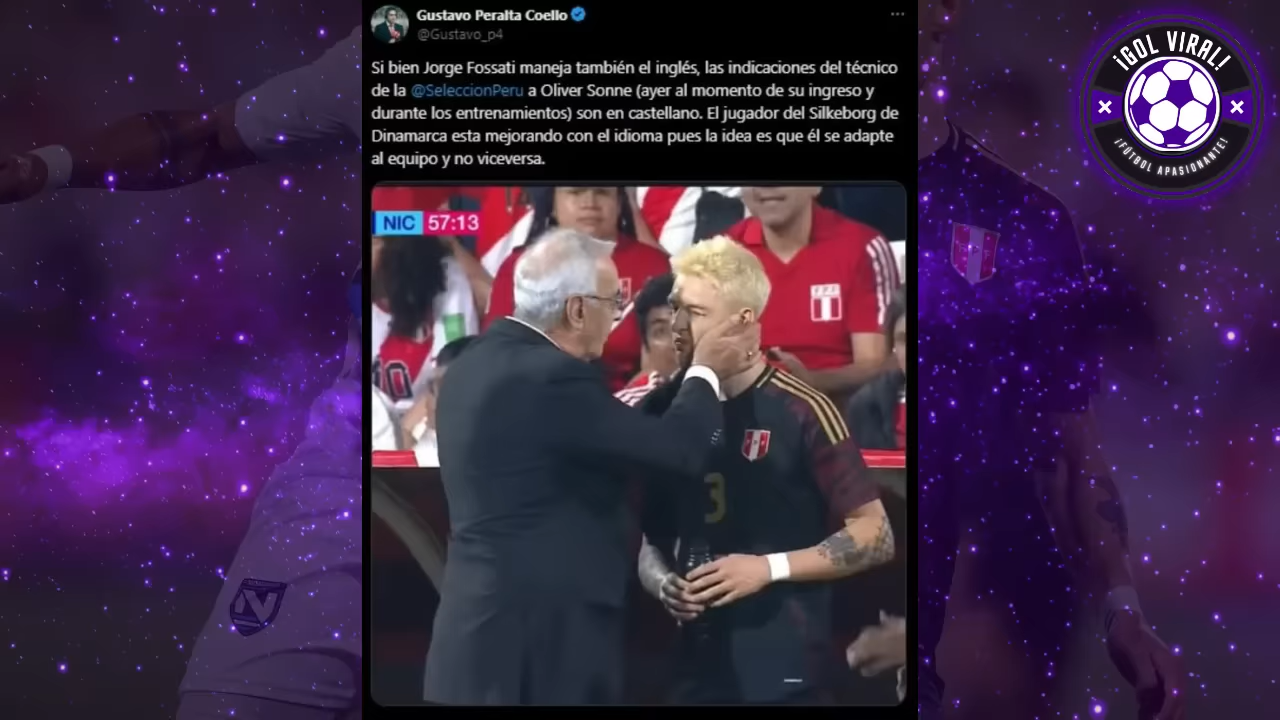 Gustavo Peralta Coello
@Gustavo_p4
Si bien Jorge Fossati maneja también el inglés, las indicaciones del técnico
de la @SeleccionPeru a Oliver Sonne (ayer al momento de su ingreso y
durante los entrenamientos) son en castellano. El jugador del Silkeborg de
Dinamarca esta mejorando con el idioma pues la idea es que él se adapte
al equipo y no viceversa.
¡GOL VIRAL!
¡FÚTBOL APASIONANTE!
NIC 57:13
FPF
10
3